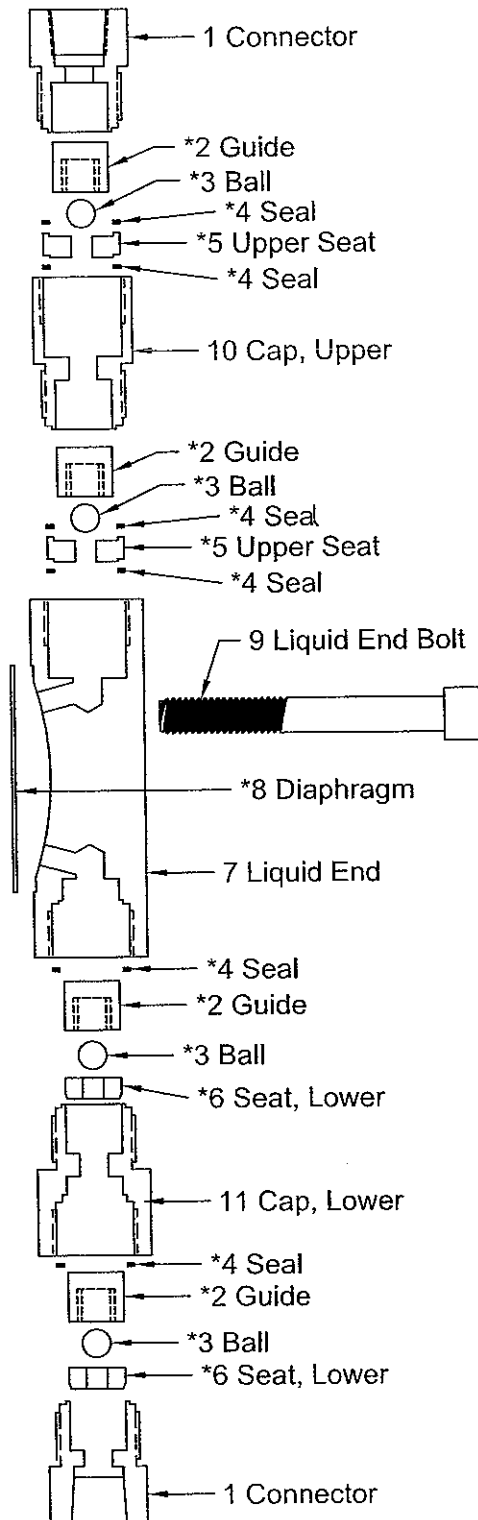 1 Connector
*2 Guide
*3 Ball
*4 Seal
*5 Upper Seat
*4 Seal
10 Cap, Upper
*2 Guide
*3 Ball
*4 Seal
*5 Upper Seat
*4 Seal
9 Liquid End Bolt
*8 Diaphragm
7 Liquid End
*4 Seal
*2 Guide
*3 Ball
*6 Seat, Lower
11 Cap, Lower
*4 Seal
*2 Guide
*3 Ball
*6 Seat, Lower
1 Connector